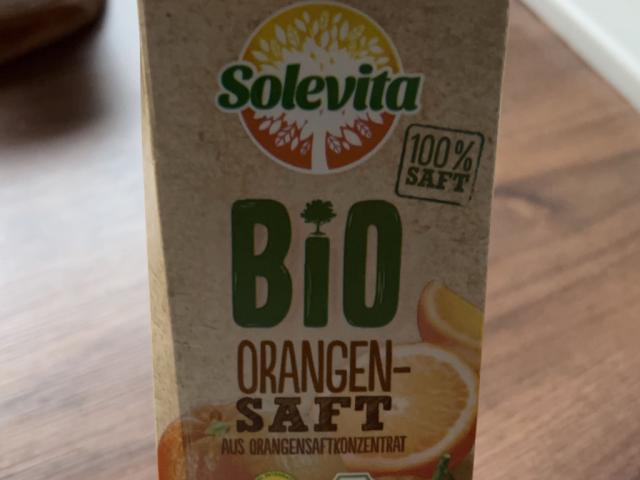 Solevita
100%
SAFT
BiO
ORANGEN-
SAFT
AUS ORANGENSAFTKONZENTRAT